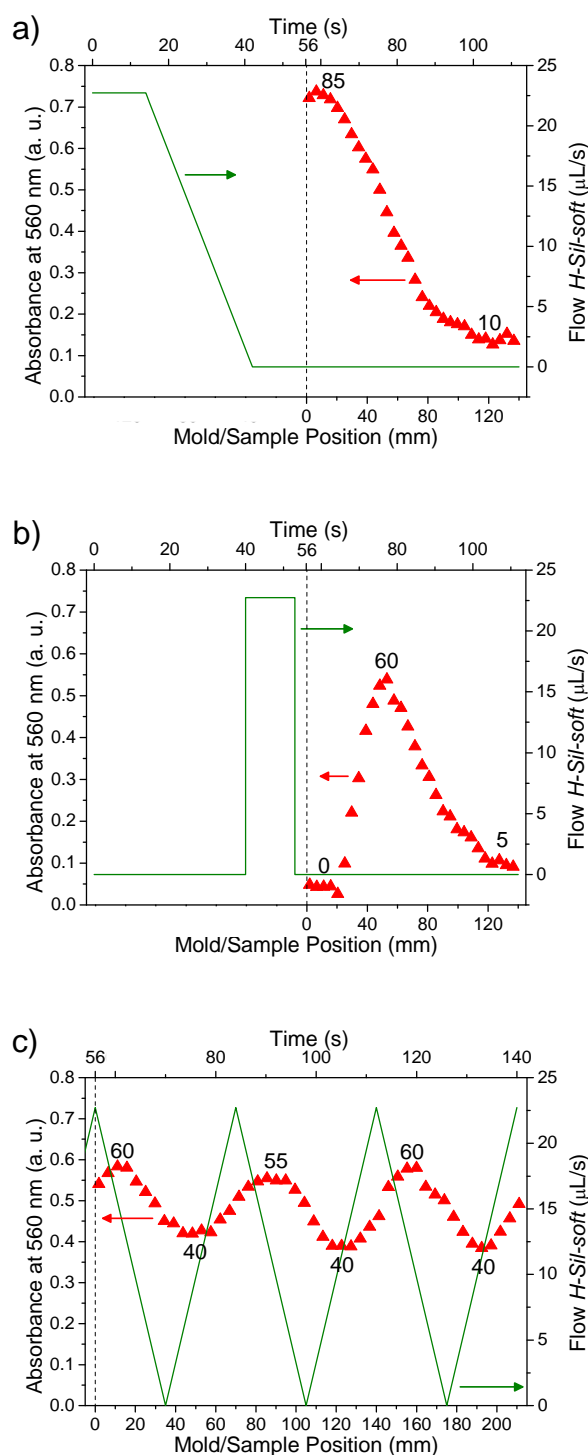 a)
Time (s)
0 20 40 56 80 100
0.8 0.7 0.6 0.5 0.4 0.3 0.2 0.1 0.0
Absorbance at 560 nm (a. u.)
85
10
25 20 15 10 5 0
Flow H-Sil-soft (µL/s)
0 40 80 120
Mold/Sample Position (mm)
b)
Time (s)
0 20 40 56 80 100
0.8 0.7 0.6 0.5 0.4 0.3 0.2 0.1 0.0
Absorbance at 560 nm (a. u.)
60
0
5
25 20 15 10 5 0
Flow H-Sil-soft (µL/s)
0 40 80 120
Mold/Sample Position (mm)
c)
Time (s)
56 80 100 120 140
0.8 0.7 0.6 0.5 0.4 0.3 0.2 0.1 0.0
Absorbance at 560 nm (a. u.)
60 55 60
40 40 40
25 20 15 10 5 0
Flow H-Sil-soft (µL/s)
0 20 40 60 80 100 120 140 160 180 200
Mold/Sample Position (mm)